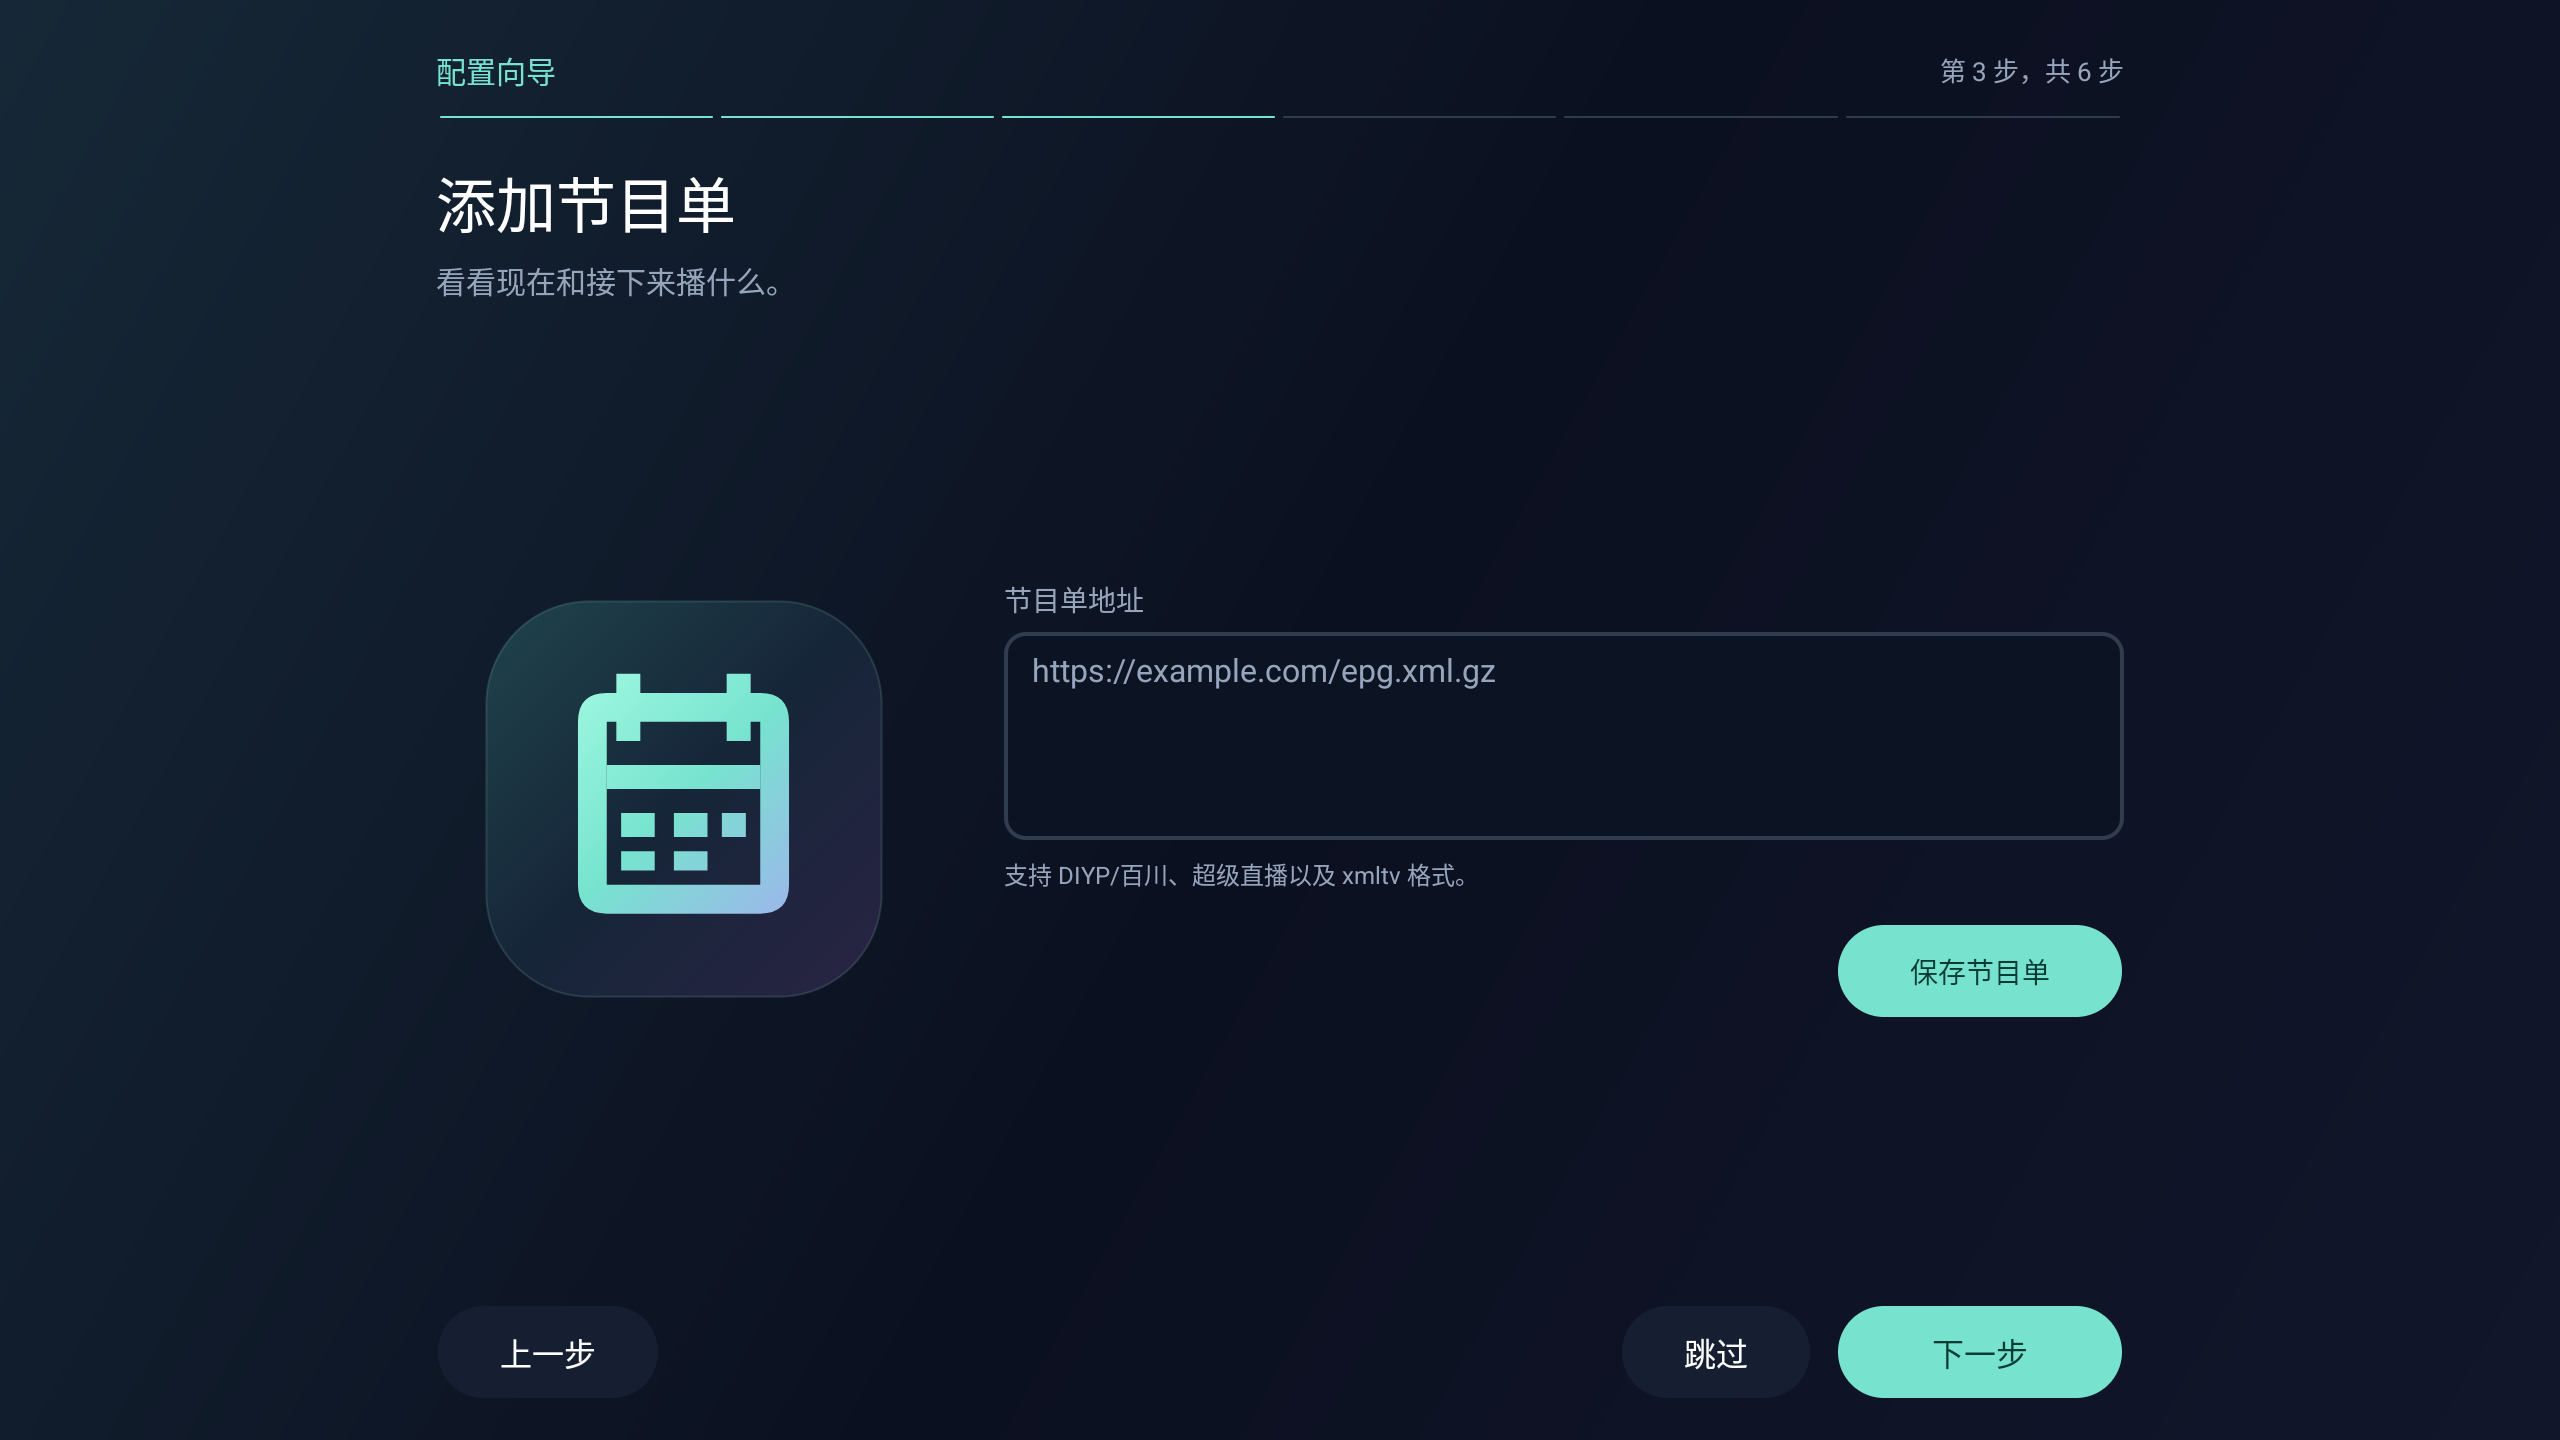 配置向导
第 3 步，共 6 步
添加节目单
看看现在和接下来播什么。
节目单地址
https://example.com/epg.xml.gz
支持 DIYP/百川、超级直播以及 xmltv 格式。
保存节目单
上一步
跳过
下一步